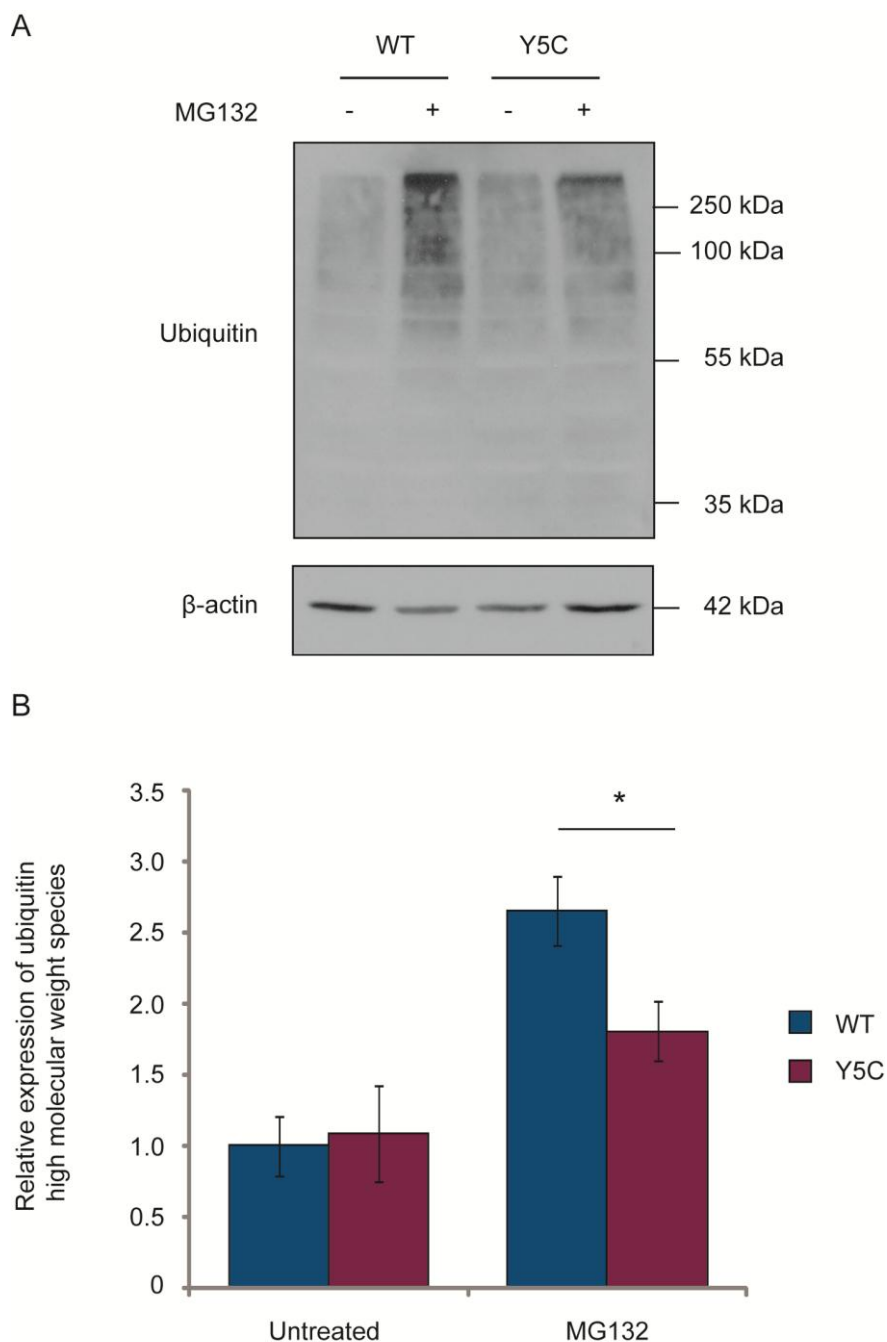 A
WT Y5C
MG132 - + - +
250 kDa
100 kDa
Ubiquitin
55 kDa
35 kDa
β-actin 42 kDa
B
Relative expression of ubiquitin
high molecular weight species
3.5
*
3.0
2.5
2.0
1.5
1.0
0.5
0
WT
Y5C
Untreated MG132